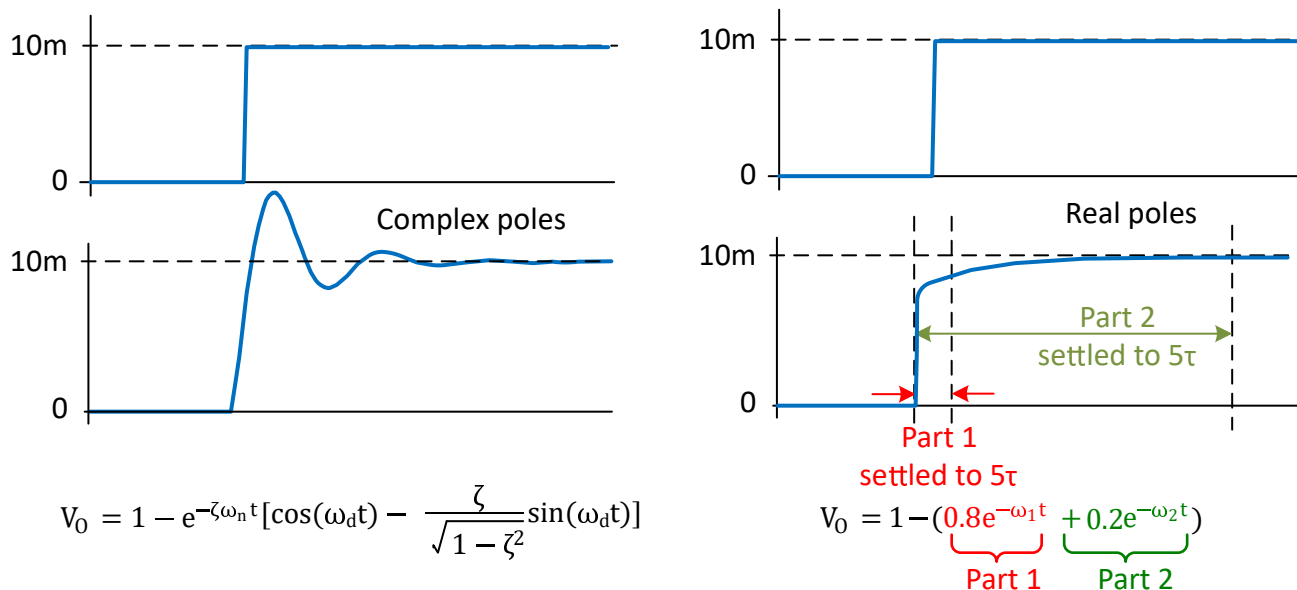 10m
0
Complex poles
10m
0
V₀ = 1 − e^{−ζωₙt}[cos(ω_d t) − \frac{ζ}{\sqrt{1 − ζ²}} sin(ω_d t)]
10m
0
Real poles
10m
Part 2
settled to 5τ
0
Part 1
settled to 5τ
V₀ = 1 −(0.8e^{−ω₁t} +0.2e^{−ω₂t})
Part 1 Part 2